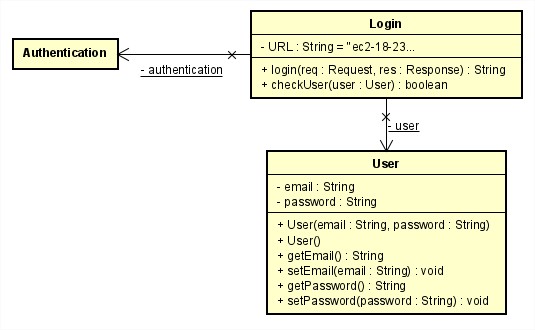 Login
- URL : String = "ec2-18-23...
+ login(req : Request, res : Response) : String
+ checkUser(user : User) : boolean
Authentication
- authentication
- user
User
- email : String
- password : String
+ User(email : String, password : String)
+ User()
+ getEmail() : String
+ setEmail(email : String) : void
+ getPassword() : String
+ setPassword(password : String) : void